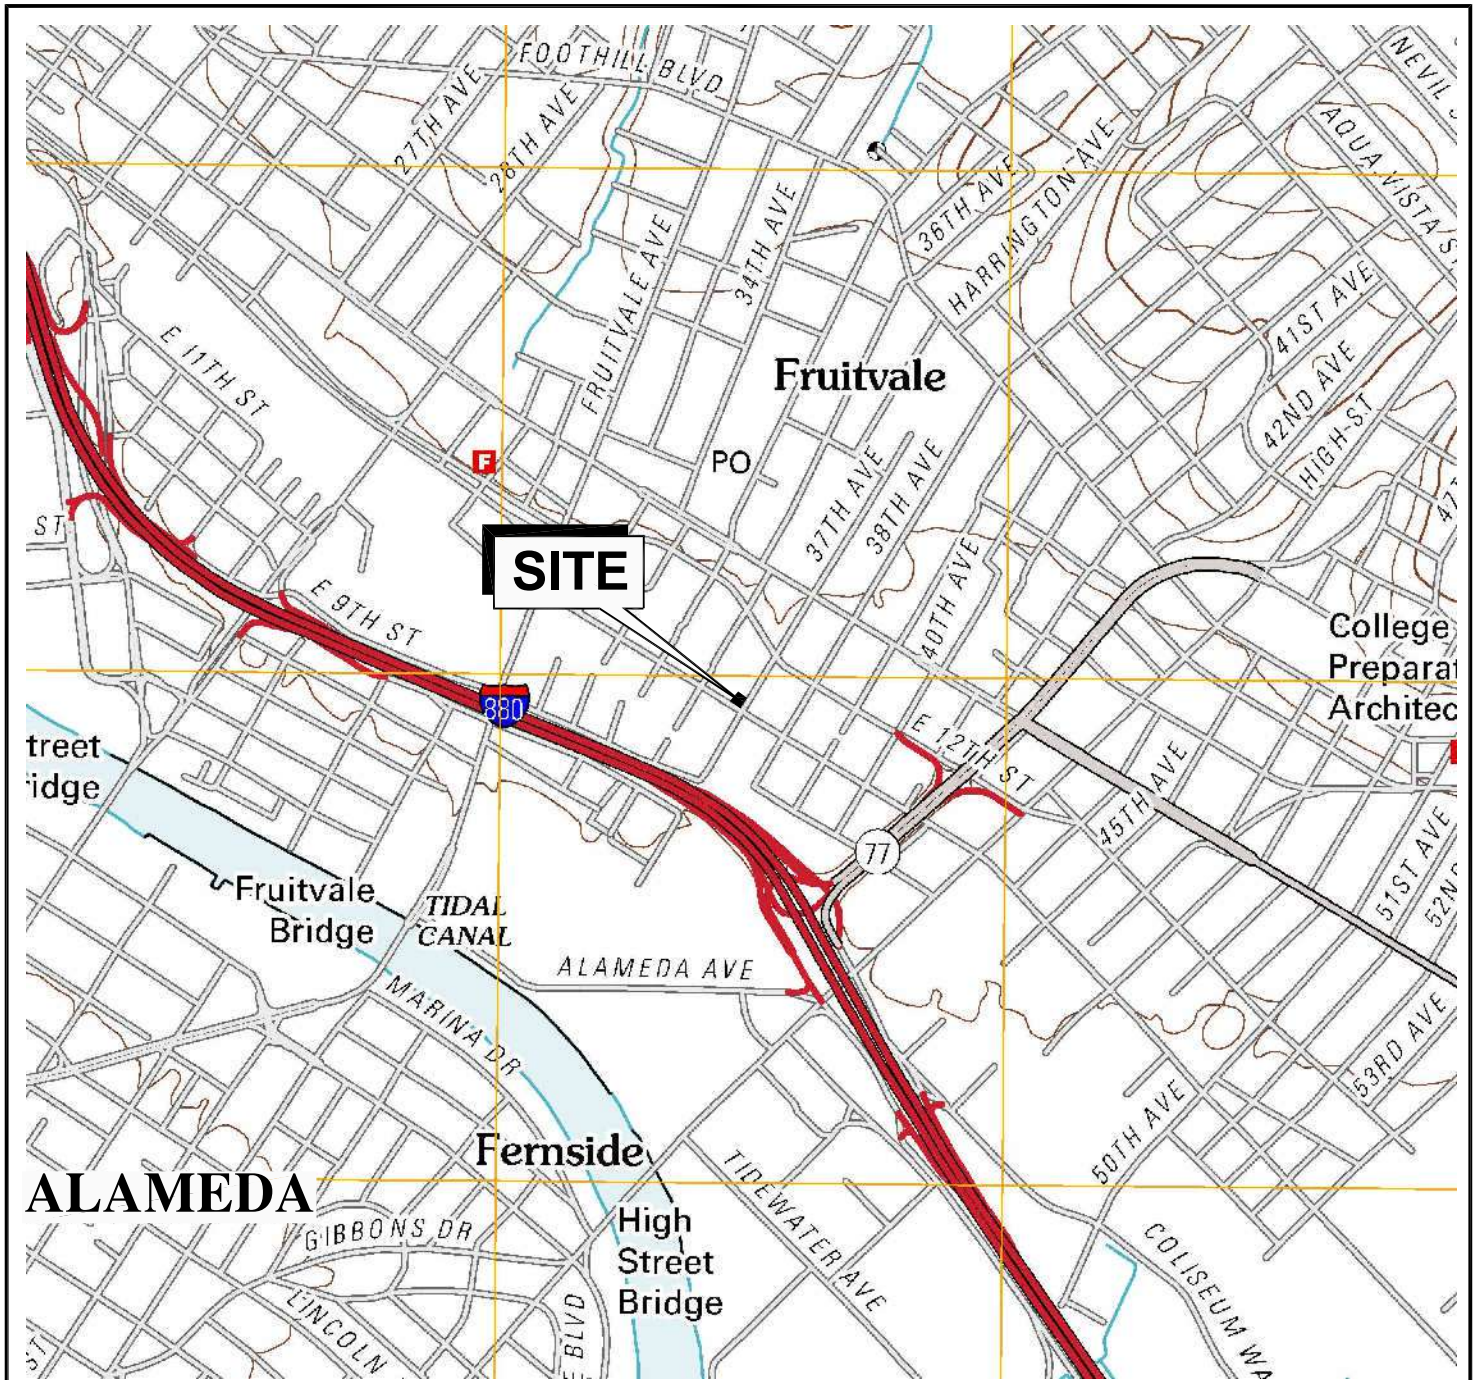 FOOTHILL BLVD
NEVIL
27TH AVE
28TH AVE
AQUA VISTA S
36TH AVE
HARRINGTON AVE
34TH AVE
FRUITVALE AVE
41ST AVE
E 11TH ST
Fruitvale
42ND AVE
HIGH ST
F
PO
37TH AVE
38TH AVE
47T
ST
SITE
40TH AVE
E 9TH ST
College
Preparat
Architec
880
E 12TH ST
treet
ridge
45TH AVE
77
51ST AVE
52ND
Fruitvale
Bridge
TIDAL
CANAL
ALAMEDA AVE
MARINA DR
53RD AVE
50TH AVE
Fernside
TIDEWATER AVE
ALAMEDA
GIBBONS DR
High
Street
Bridge
COLISEUM WA
LINCOLN
E BLVD
ST